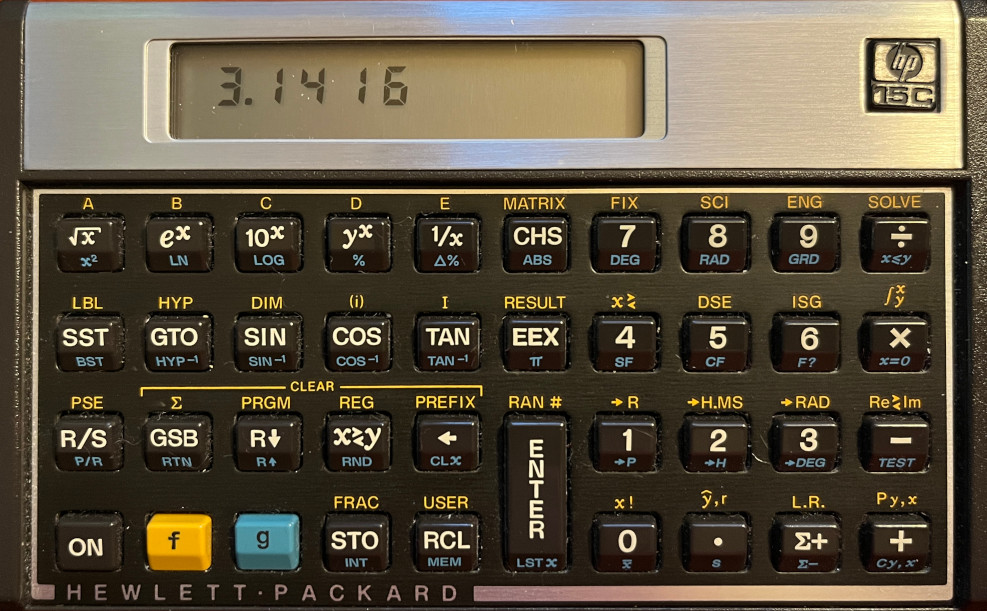 3.1416
hp
15C
A B C D E MATRIX FIX SCI ENG SOLVE
√x eˣ 10ˣ yˣ 1/x CHS 7 8 9 ÷
x² LN LOG % Δ% ABS DEG RAD GRD x≤y
LBL HYP DIM (i) I RESULT x≷ DSE ISG ∫xy
SST GTO SIN COS TAN EEX 4 5 6 ×
BST HYP⁻¹ SIN⁻¹ COS⁻¹ TAN⁻¹ π SF CF F? x=0
CLEAR
PSE Σ PRGM REG PREFIX RAN # →R →H.MS →RAD Re≷Im
R/S GSB R↓ x≷y ← ENTER 1 2 3 −
P/R RTN R↑ RND CLx →P →H →DEG TEST
FRAC USER x! ŷ,r L.R. Py,x
ON f g STO RCL 0 · Σ+ +
INT MEM LST x x̅ s Σ− Cy,x
HEWLETT·PACKARD